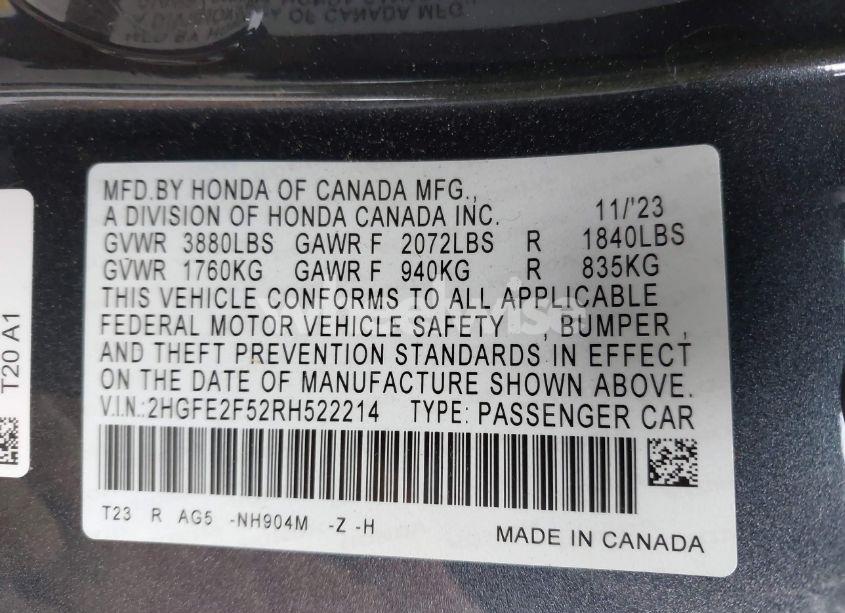 MFD.BY HONDA OF CANADA MFG.,
A DIVISION OF HONDA CANADA INC. 11/'23
GVWR 3880LBS GAWR F 2072LBS R 1840LBS
GVWR 1760KG GAWR F 940KG R 835KG
THIS VEHICLE CONFORMS TO ALL APPLICABLE
FEDERAL MOTOR VEHICLE SAFETY , BUMPER ,
AND THEFT PREVENTION STANDARDS IN EFFECT
ON THE DATE OF MANUFACTURE SHOWN ABOVE.
V.I.N.:2HGFE2F52RH522214 TYPE: PASSENGER CAR
T23 R AG5 -NH904M -Z -H
MADE IN CANADA
T20 A1